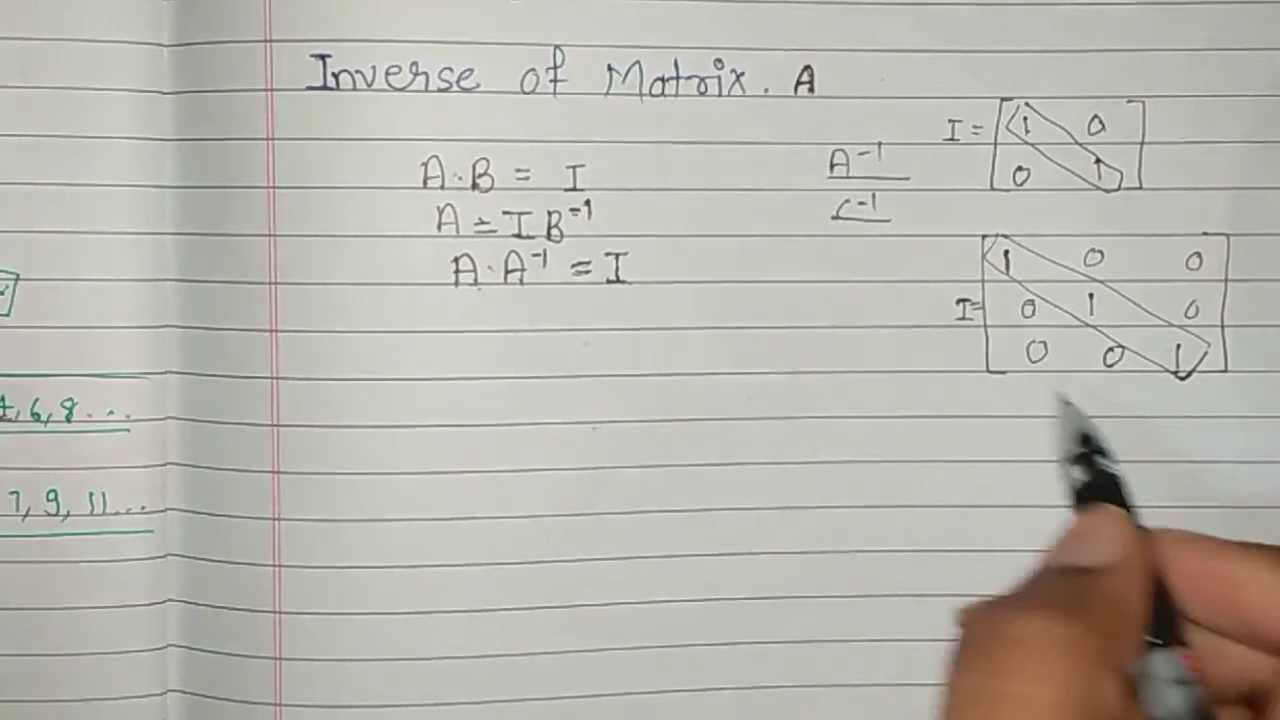 Inverse of Matrix. A
A·B = I
A = I B⁻¹
A·A⁻¹ = I
A⁻¹
C⁻¹
I = [1 0
0 1]
I = [1 0 0
0 1 0
0 0 1]
6, 8...
7, 9, 11...